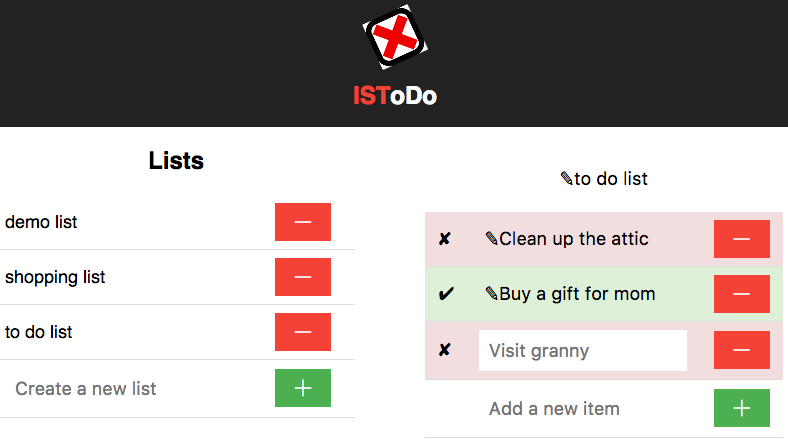 ISToDo
Lists
demo list
shopping list
to do list
Create a new list
✎to do list
✘ ✎Clean up the attic
✔ ✎Buy a gift for mom
✘ Visit granny
Add a new item